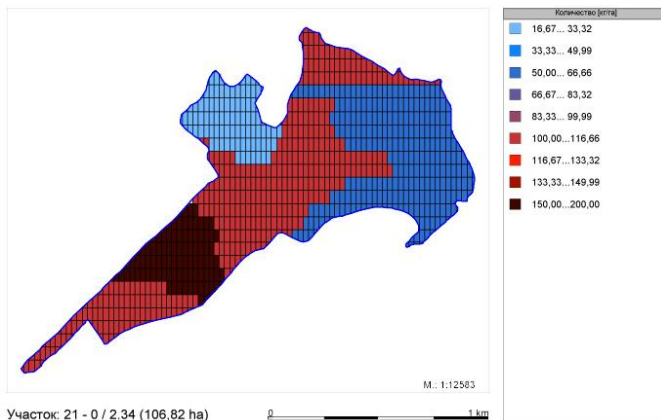 Количество [кг/га]
16,67... 33,32
33,33... 49,99
50,00... 66,66
66,67... 83,32
83,33... 99,99
100,00...116,66
116,67...133,32
133,33...149,99
150,00...200,00
М.: 1:12583
Участок: 21 - 0 / 2.34 (106,82 ha)
0 1 km